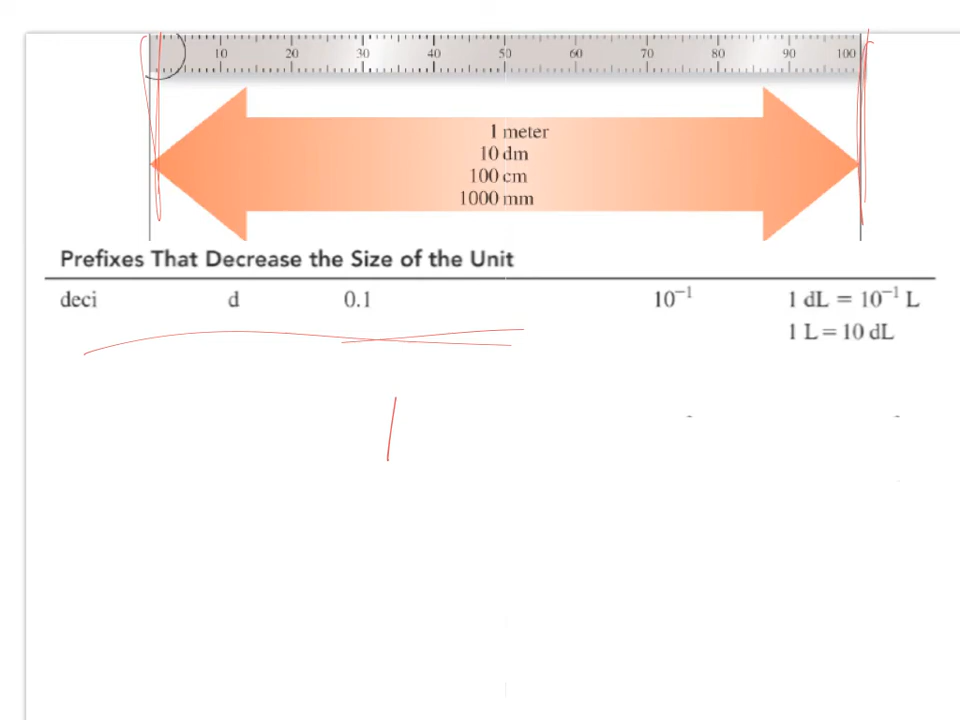 10 20 30 40 50 60 70 80 90 100
1 meter
10 dm
100 cm
1000 mm
Prefixes That Decrease the Size of the Unit
deci d 0.1 10⁻¹ 1 dL = 10⁻¹ L
1 L = 10 dL